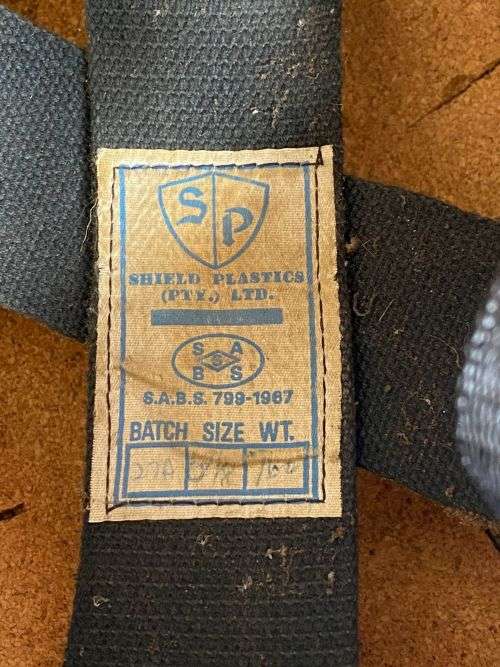 S P
SHIELD PLASTICS
(PTY.) LTD.
S A
B S
S.A.B.S. 799-1967
BATCH SIZE WT.